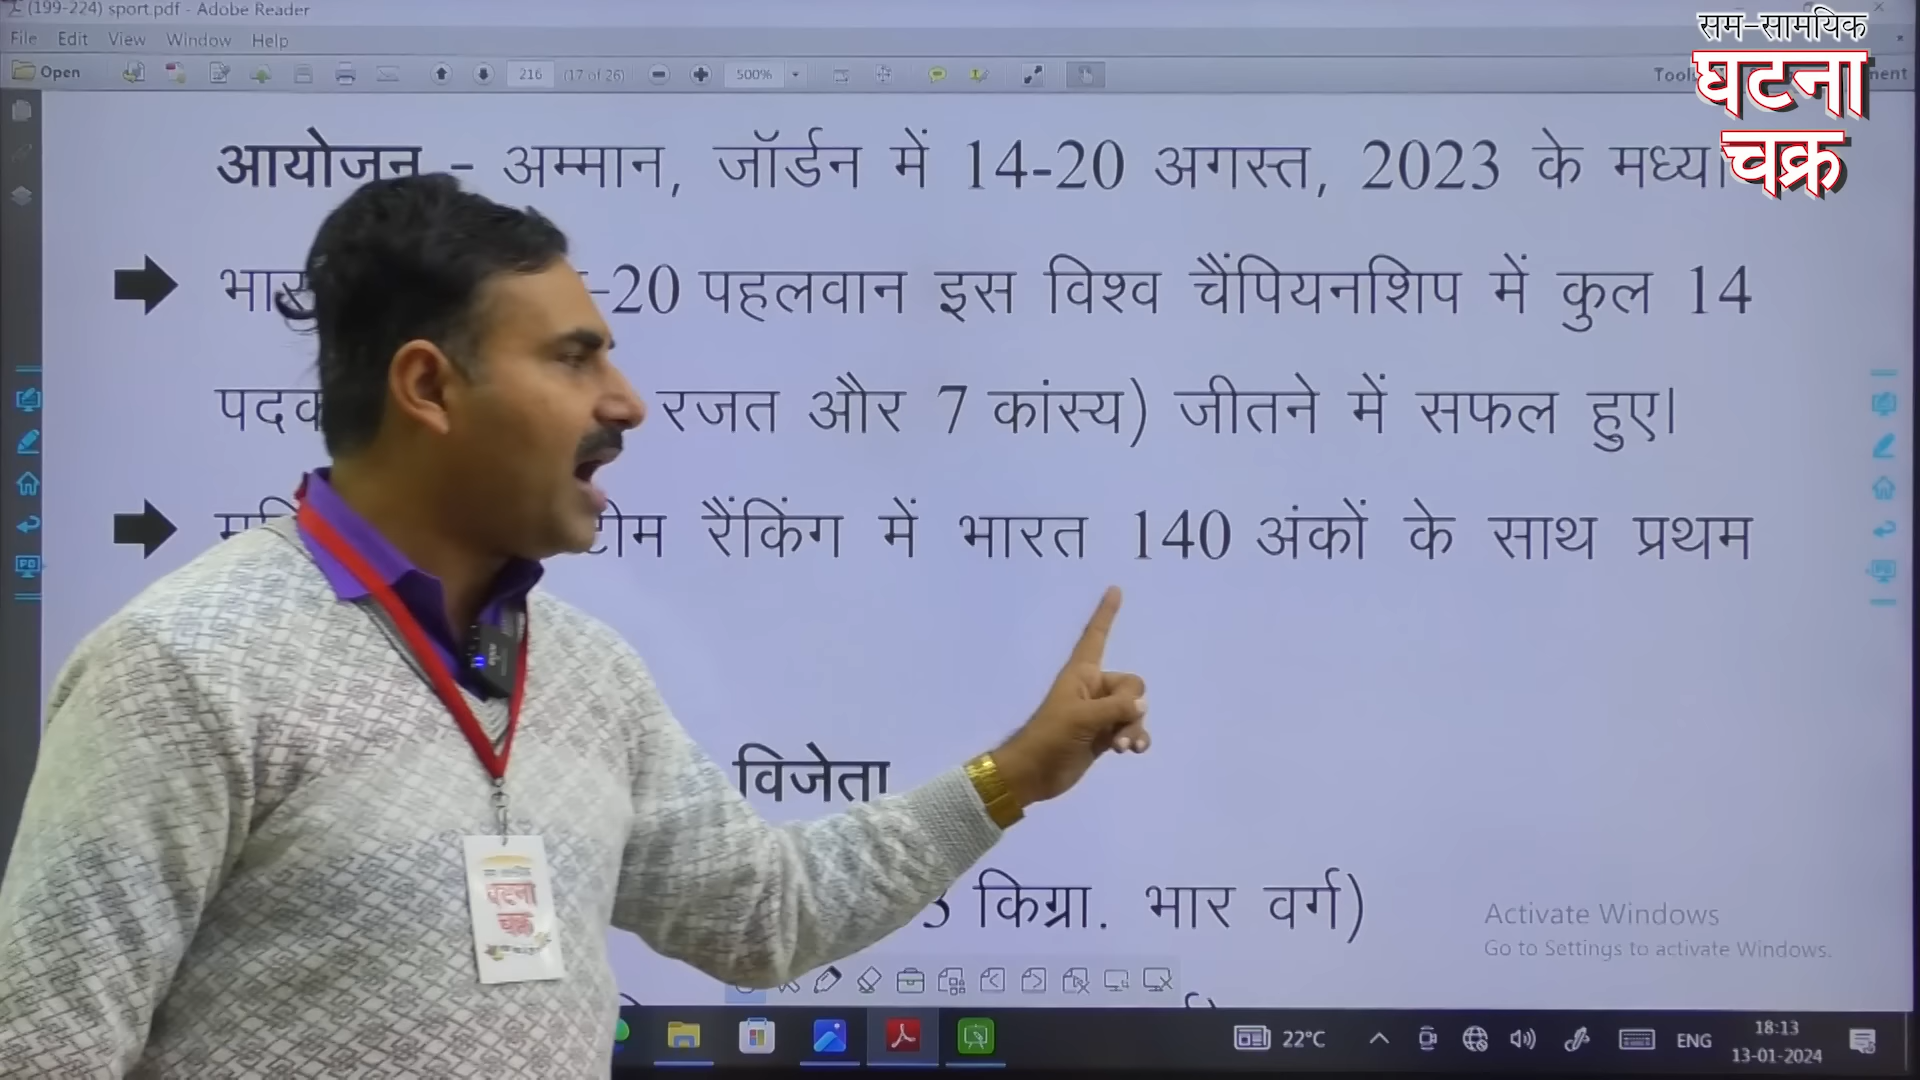 (199-224) sport.pdf - Adobe Reader
File Edit View Window Help
Open 216 (17 of 26) 500%
सम-सामयिक
घटना
चक्र
आयोजन - अम्मान, जॉर्डन में 14-20 अगस्त, 2023 के मध्य।
-20 पहलवान इस विश्व चैंपियनशिप में कुल 14
रजत और 7 कांस्य) जीतने में सफल हुए।
टीम रैंकिंग में भारत 140 अंकों के साथ प्रथम
विजेता
किग्रा. भार वर्ग)
Activate Windows
Go to Settings to activate Windows.
घटना
चक्र
22°C ENG 18:13
13-01-2024